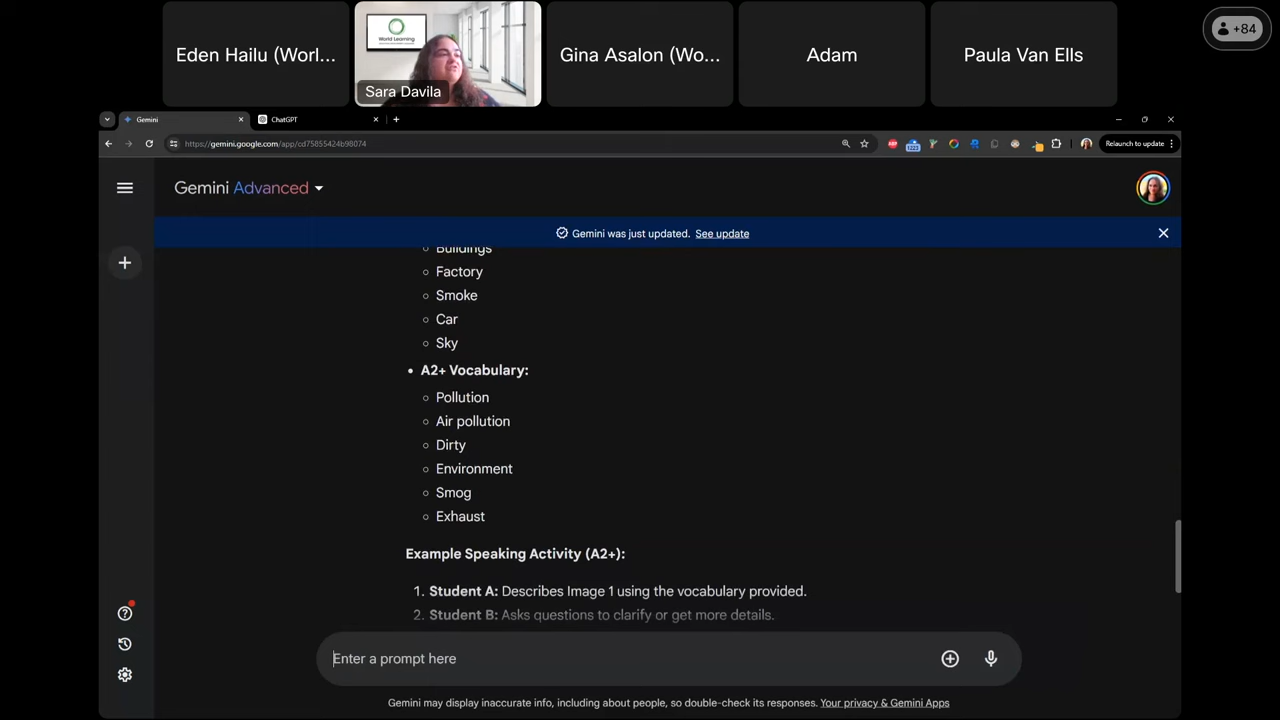 Eden Hailu (Worl...
World Learning
Sara Davila
Gina Asalon (Wo...
Adam
Paula Van Ells
+84
Gemini
ChatGPT
https://gemini.google.com/app/cd75855424b98074
Relaunch to update
Gemini Advanced
Gemini was just updated. See update
Buildings
Factory
Smoke
Car
Sky
A2+ Vocabulary:
Pollution
Air pollution
Dirty
Environment
Smog
Exhaust
Example Speaking Activity (A2+):
1. Student A: Describes Image 1 using the vocabulary provided.
2. Student B: Asks questions to clarify or get more details.
Enter a prompt here
Gemini may display inaccurate info, including about people, so double-check its responses. Your privacy & Gemini Apps